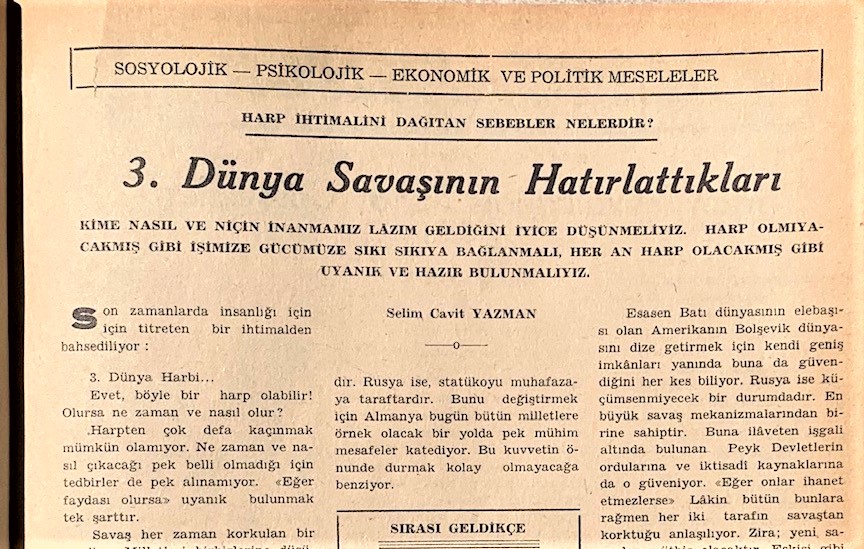 SOSYOLOJİK — PSİKOLOJİK — EKONOMİK VE POLİTİK MESELELER
HARP İHTİMALİNİ DAĞITAN SEBEBLER NELERDİR?
3. Dünya Savaşının Hatırlattıkları
KİME NASIL VE NİÇİN İNANMAMIZ LÂZIM GELDİĞİNİ İYİCE DÜŞÜNMELİYİZ. HARP OLMIYA-
CAKMIŞ GİBİ İŞİMİZE GÜCÜMÜZE SIKI SIKIYA BAĞLANMALI, HER AN HARP OLACAKMIŞ GİBİ
UYANIK VE HAZIR BULUNMALIYIZ.
Son zamanlarda insanlığı için
için titreten bir ihtimalden
bahsediliyor :
3. Dünya Harbi...
Evet, böyle bir harp olabilir!
Olursa ne zaman ve nasıl olur?
.Harpten çok defa kaçınmak
mümkün olamıyor. Ne zaman ve na-
sıl çıkacağı pek belli olmadığı için
tedbirler de pek alınamıyor. «Eğer
faydası olursa» uyanık bulunmak
tek şarttır.
Savaş her zaman korkulan bir
Selim Cavit YAZMAN
dır. Rusya ise, statükoyu muhafaza-
ya taraftardır. Bunu değiştirmek
için Almanya bugün bütün milletlere
örnek olacak bir yolda pek mühim
mesafeler katediyor. Bu kuvvetin ö-
nunde durmak kolay olmayacağa
benziyor.
SIRASI GELDİKÇE
Esasen Batı dünyasının elebaşı-
sı olan Amerikanın Bolşevik dünya-
sını dize getirmek için kendi geniş
imkânları yanında buna da güven-
diğini her kes biliyor. Rusya ise kü-
çümsenmiyecek bir durumdadır. En
büyük savaş mekanizmalarından bi-
rine sahiptir. Buna ilâveten işgali
altında bulunan Peyk Devletlerin
ordularına ve iktisadî kaynaklarına
da o güveniyor. «Eğer onlar ihanet
etmezlerse» Lâkin bütün bunlara
rağmen her iki tarafın savaştan
korktuğu anlaşılıyor. Zira; yeni sa-